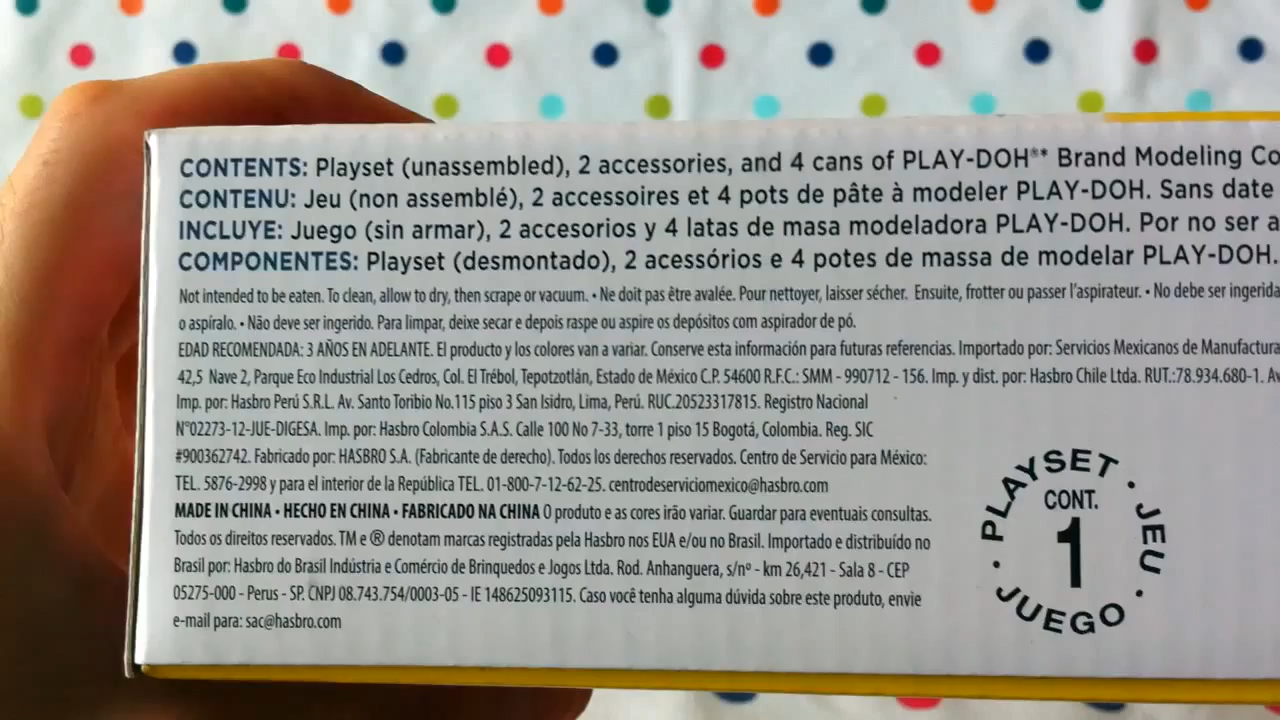 CONTENTS: Playset (unassembled), 2 accessories, and 4 cans of PLAY-DOH®* Brand Modeling Co
CONTENU: Jeu (non assemblé), 2 accessoires et 4 pots de pâte à modeler PLAY-DOH. Sans date
INCLUYE: Juego (sin armar), 2 accesorios y 4 latas de masa modeladora PLAY-DOH. Por no ser a
COMPONENTES: Playset (desmontado), 2 acessórios e 4 potes de massa de modelar PLAY-DOH.
Not intended to be eaten. To clean, allow to dry, then scrape or vacuum. • Ne doit pas être avalée. Pour nettoyer, laisser sécher. Ensuite, frotter ou passer l'aspirateur. • No debe ser ingerida
o aspíralo. • Não deve ser ingerido. Para limpar, deixe secar e depois raspe ou aspire os depósitos com aspirador de pó.
EDAD RECOMENDADA: 3 AÑOS EN ADELANTE. El producto y los colores van a variar. Conserve esta información para futuras referencias. Importado por: Servicios Mexicanos de Manufactura
42,5 Nave 2, Parque Eco Industrial Los Cedros, Col. El Trébol, Tepotzotlán, Estado de México C.P. 54600 R.F.C.: SMM - 990712 - 156. Imp. y dist. por: Hasbro Chile Ltda. RUT.:78.934.680-1. Av
Imp. por: Hasbro Perú S.R.L. Av. Santo Toribio No.115 piso 3 San Isidro, Lima, Perú. RUC.20523317815. Registro Nacional
N°02273-12-JUE-DIGESA. Imp. por: Hasbro Colombia S.A.S. Calle 100 No 7-33, torre 1 piso 15 Bogotá, Colombia. Reg. SIC
#900362742. Fabricado por: HASBRO S.A. (Fabricante de derecho). Todos los derechos reservados. Centro de Servicio para México:
TEL. 5876-2998 y para el interior de la República TEL. 01-800-7-12-62-25. centrodeserviciomexico@hasbro.com
MADE IN CHINA • HECHO EN CHINA • FABRICADO NA CHINA O produto e as cores irão variar. Guardar para eventuais consultas.
Todos os direitos reservados. TM e ® denotam marcas registradas pela Hasbro nos EUA e/ou no Brasil. Importado e distribuído no
Brasil por: Hasbro do Brasil Indústria e Comércio de Brinquedos e Jogos Ltda. Rod. Anhanguera, s/nº - km 26,421 - Sala 8 - CEP
05275-000 - Perus - SP. CNPJ 08.743.754/0003-05 - IE 148625093115. Caso você tenha alguma dúvida sobre este produto, envie
e-mail para: sac@hasbro.com
PLAYSET • JEU • JUEGO •
CONT.
1